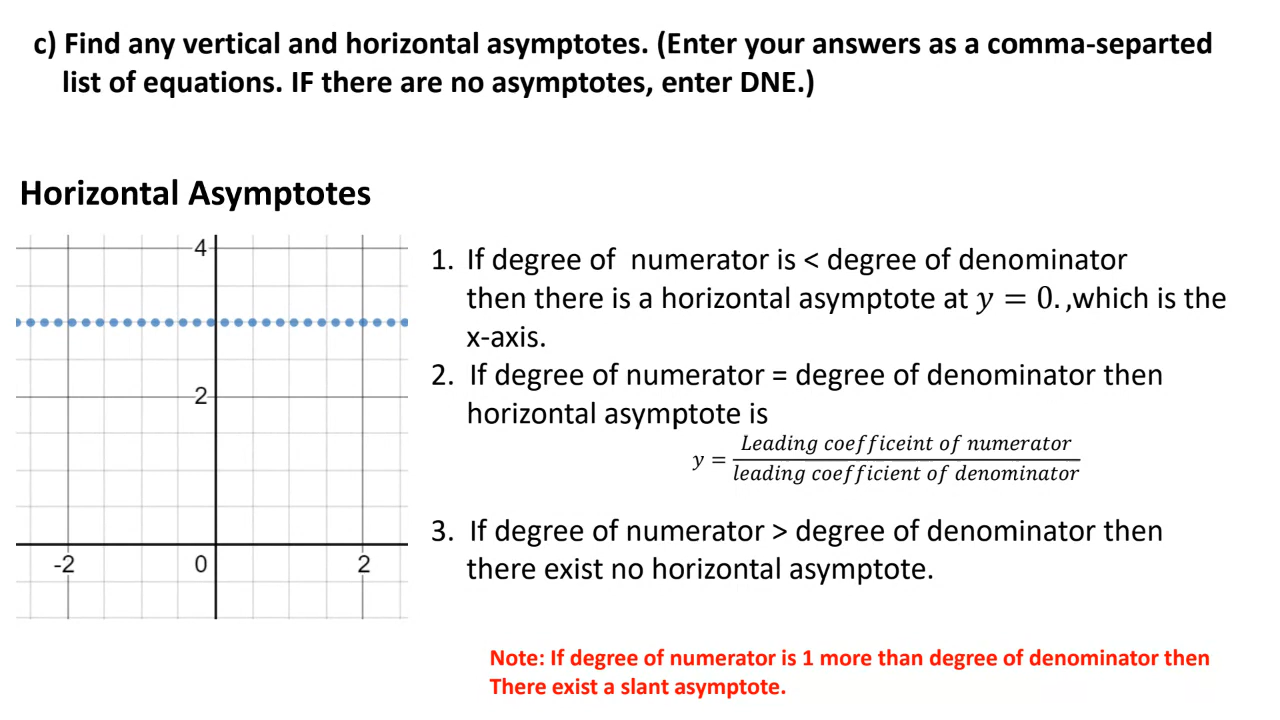 c) Find any vertical and horizontal asymptotes. (Enter your answers as a comma-separted
list of equations. IF there are no asymptotes, enter DNE.)
Horizontal Asymptotes
4
2
-2
0
2
1. If degree of numerator is < degree of denominator
then there is a horizontal asymptote at y = 0. ,which is the
x-axis.
2. If degree of numerator = degree of denominator then
horizontal asymptote is
y = Leading coefficeint of numerator
leading coefficient of denominator
3. If degree of numerator > degree of denominator then
there exist no horizontal asymptote.
Note: If degree of numerator is 1 more than degree of denominator then
There exist a slant asymptote.